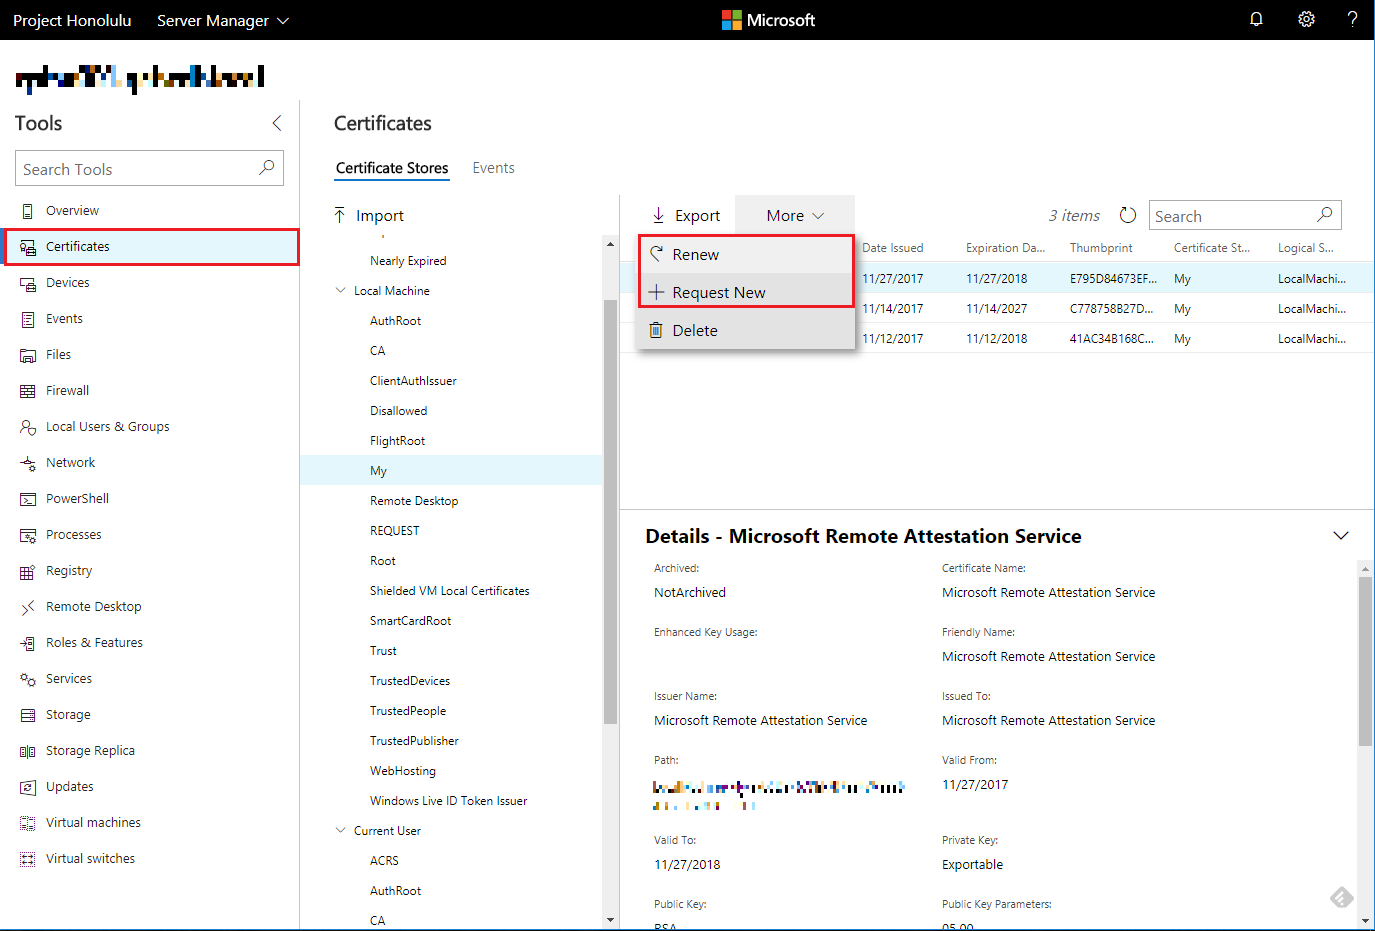 Project Honolulu Server Manager Microsoft ?
Tools
Search Tools
Overview
Certificates
Devices
Events
Files
Firewall
Local Users & Groups
Network
PowerShell
Processes
Registry
Remote Desktop
Roles & Features
Services
Storage
Storage Replica
Updates
Virtual machines
Virtual switches
Certificates
Certificate Stores Events
Import
Nearly Expired
Local Machine
AuthRoot
CA
ClientAuthIssuer
Disallowed
FlightRoot
My
Remote Desktop
REQUEST
Root
Shielded VM Local Certificates
SmartCardRoot
Trust
TrustedDevices
TrustedPeople
TrustedPublisher
WebHosting
Windows Live ID Token Issuer
Current User
ACRS
AuthRoot
CA
Export More 3 items Search
Renew
Request New
Delete
Date Issued Expiration Da... Thumbprint Certificate St... Logical S...
11/27/2017 11/27/2018 E795D84673EF... My LocalMachi...
11/14/2017 11/14/2027 C778758B27D... My LocalMachi...
11/12/2017 11/12/2018 41AC34B168C... My LocalMachi...
Details - Microsoft Remote Attestation Service
Archived: Certificate Name:
NotArchived Microsoft Remote Attestation Service
Enhanced Key Usage: Friendly Name:
Microsoft Remote Attestation Service
Issuer Name: Issued To:
Microsoft Remote Attestation Service Microsoft Remote Attestation Service
Path: Valid From:
11/27/2017
Valid To: Private Key:
11/27/2018 Exportable
Public Key: Public Key Parameters:
RSA 05 00